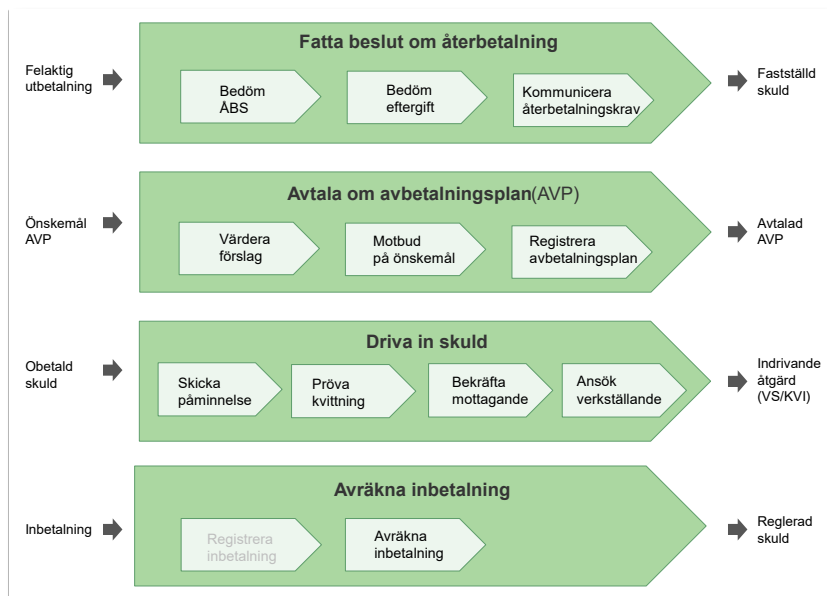 Fatta beslut om återbetalning
Felaktig
utbetalning
Bedöm
ÅBS
Bedöm
eftergift
Kommunicera
återbetalningskrav
Fastställd
skuld
Avtala om avbetalningsplan(AVP)
Önskemål
AVP
Värdera
förslag
Motbud
på önskemål
Registrera
avbetalningsplan
Avtalad
AVP
Driva in skuld
Obetald
skuld
Skicka
påminnelse
Pröva
kvittning
Bekräfta
mottagande
Ansök
verkställande
Indrivande
åtgärd
(VS/KVI)
Avräkna inbetalning
Inbetalning
Registrera
inbetalning
Avräkna
inbetalning
Reglerad
skuld